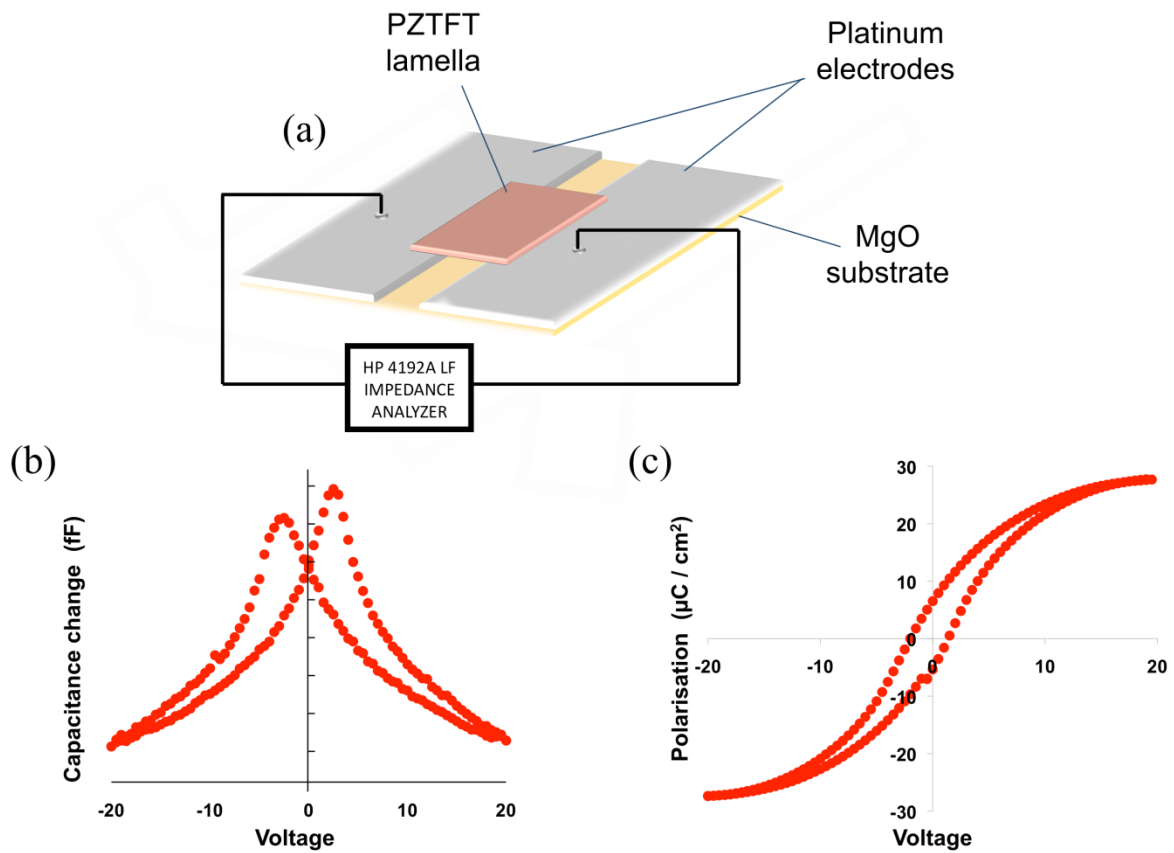 PZTFT
lamella
Platinum
electrodes
(a)
MgO
substrate
HP 4192A LF
IMPEDANCE
ANALYZER
(b)
Capacitance change (fF)
-20 -10 0 10 20
Voltage
(c)
Polarisation (µC / cm²)
30
20
10
0
-20 -10 0 10 20
-10
-20
-30
Voltage